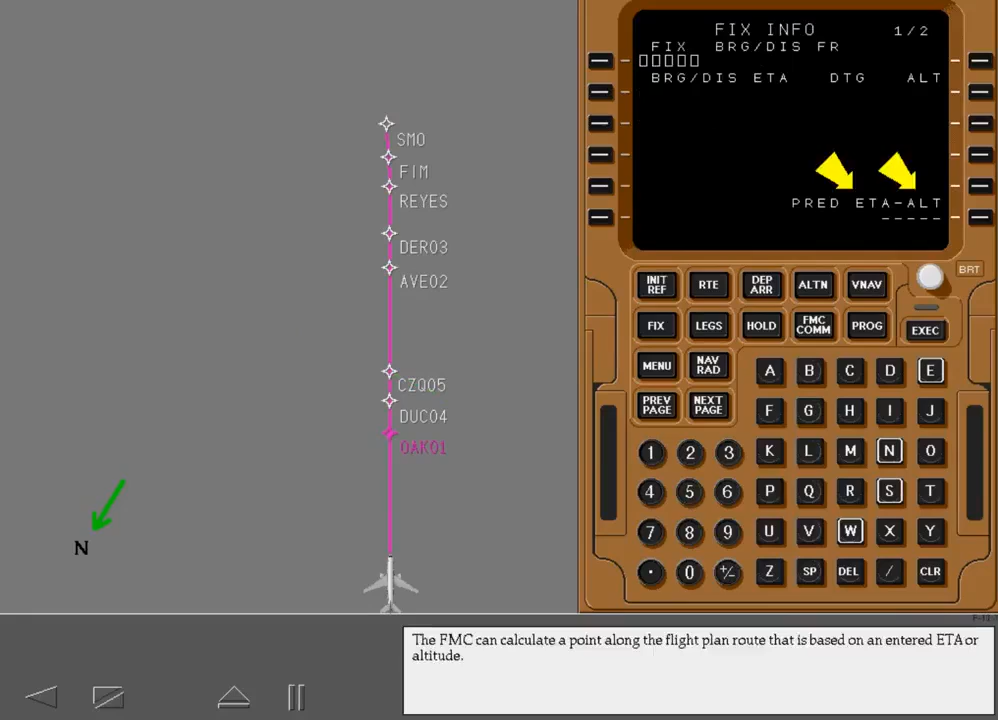 FIX INFO 1/2
FIX BRG/DIS FR
BRG/DIS ETA DTG ALT
PRED ETA-ALT
-----
SMO
FIM
REYES
DER03
AVE02
CZQ05
DUC04
OAK01
N
BRT
INIT REF RTE DEP ARR ALTN VNAV
FIX LEGS HOLD FMC COMM PROG EXEC
MENU NAV RAD
PREV PAGE NEXT PAGE
A B C D E
F G H I J
1 2 3 K L M N O
4 5 6 P Q R S T
7 8 9 U V W X Y
. 0 +/- Z SP DEL / CLR
The FMC can calculate a point along the flight plan route that is based on an entered ETA or
altitude.